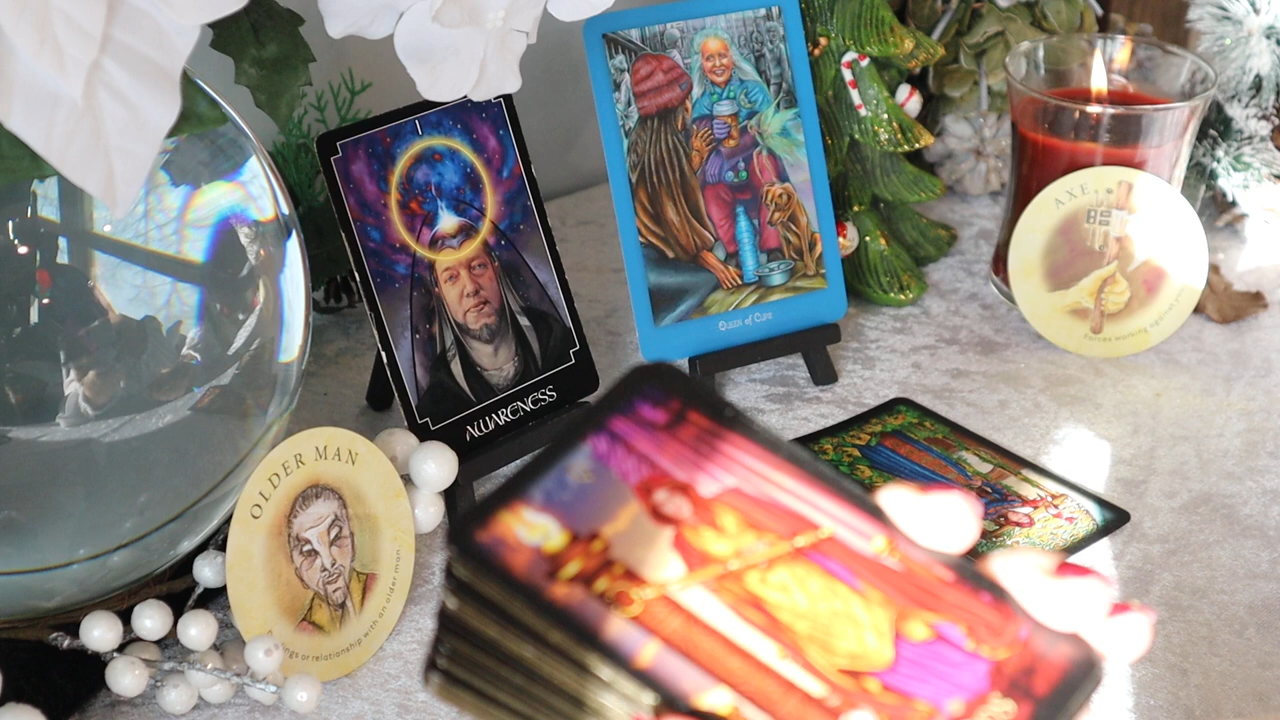 AWARENESS
QUEEN of CUPS
AXE
Forces working against you
OLDER MAN
ings or relationship with an older man.